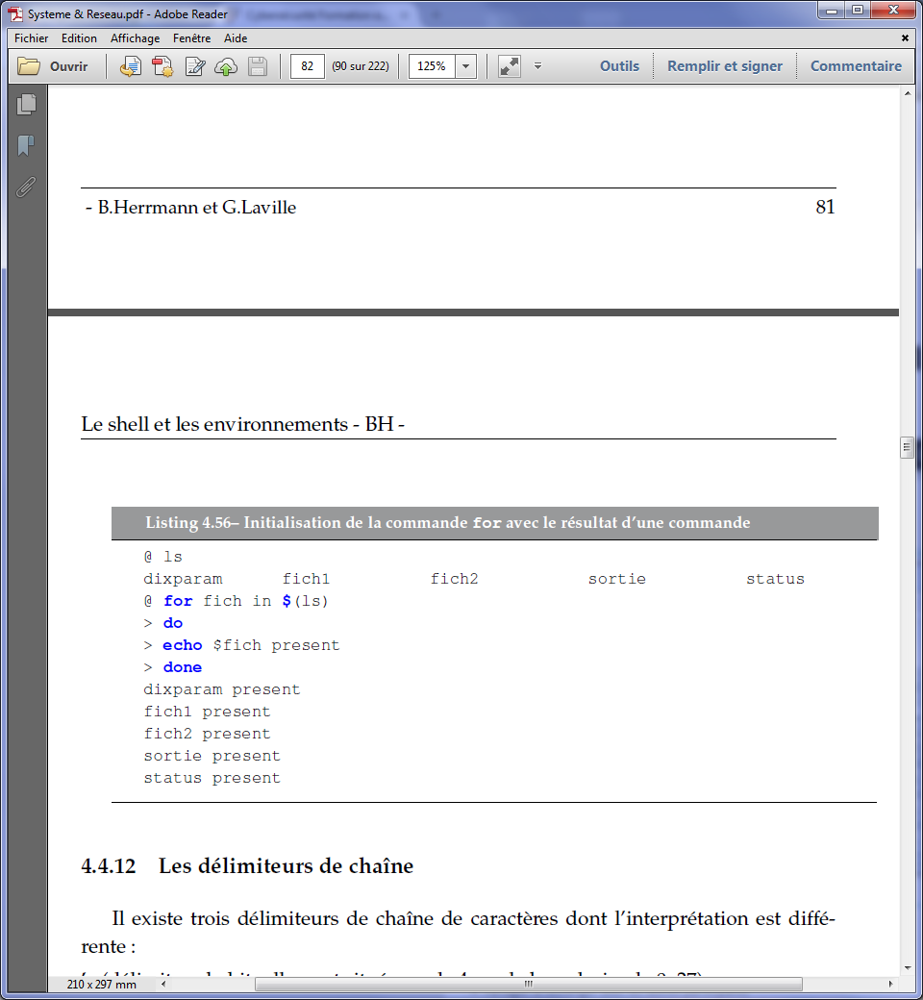 Systeme & Reseau.pdf - Adobe Reader
Fichier Edition Affichage Fenêtre Aide
Ouvrir 82 (90 sur 222) 125% Outils Remplir et signer Commentaire
- B.Herrmann et G.Laville 81
Le shell et les environnements - BH -
Listing 4.56– Initialisation de la commande for avec le résultat d'une commande
@ ls
dixparam fich1 fich2 sortie status
@ for fich in $(ls)
> do
> echo $fich present
> done
dixparam present
fich1 present
fich2 present
sortie present
status present
4.4.12 Les délimiteurs de chaîne
Il existe trois délimiteurs de chaîne de caractères dont l'interprétation est diffé-
rente :
210 x 297 mm